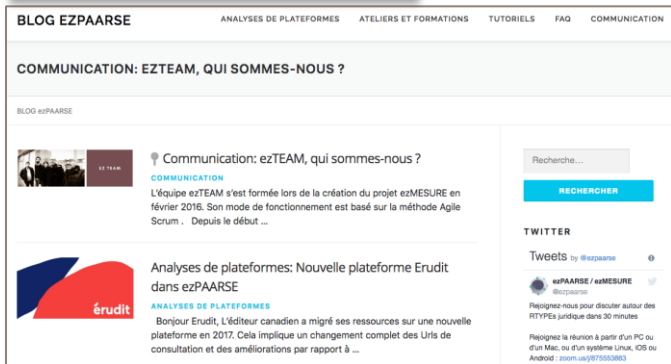 BLOG EZPAARSE
ANALYSES DE PLATEFORMES ATELIERS ET FORMATIONS TUTORIELS FAQ COMMUNICATION
COMMUNICATION: EZTEAM, QUI SOMMES-NOUS ?
BLOG ezPAARSE
EZ TEAM
Communication: ezTEAM, qui sommes-nous ?
COMMUNICATION
L'équipe ezTEAM s'est formée lors de la création du projet ezMESURE en
février 2016. Son mode de fonctionnement est basé sur la méthode Agile
Scrum . Depuis le début ...
érudit
Analyses de plateformes: Nouvelle plateforme Erudit
dans ezPAARSE
ANALYSES DE PLATEFORMES
Bonjour Erudit, L'éditeur canadien a migré ses ressources sur une nouvelle
plateforme en 2017. Cela implique un changement complet des Urls de
consultation et des améliorations par rapport à ...
Recherche...
RECHERCHER
TWITTER
Tweets by @ezpaarse
ezPAARSE / ezMESURE
@ezpaarse
Rejoignez-nous pour discuter autour des
RTYPEs juridique dans 30 minutes
Rejoignez la réunion à partir d'un PC ou
d'un Mac, ou d'un système Linux, iOS ou
Android : zoom.us/j/875553883